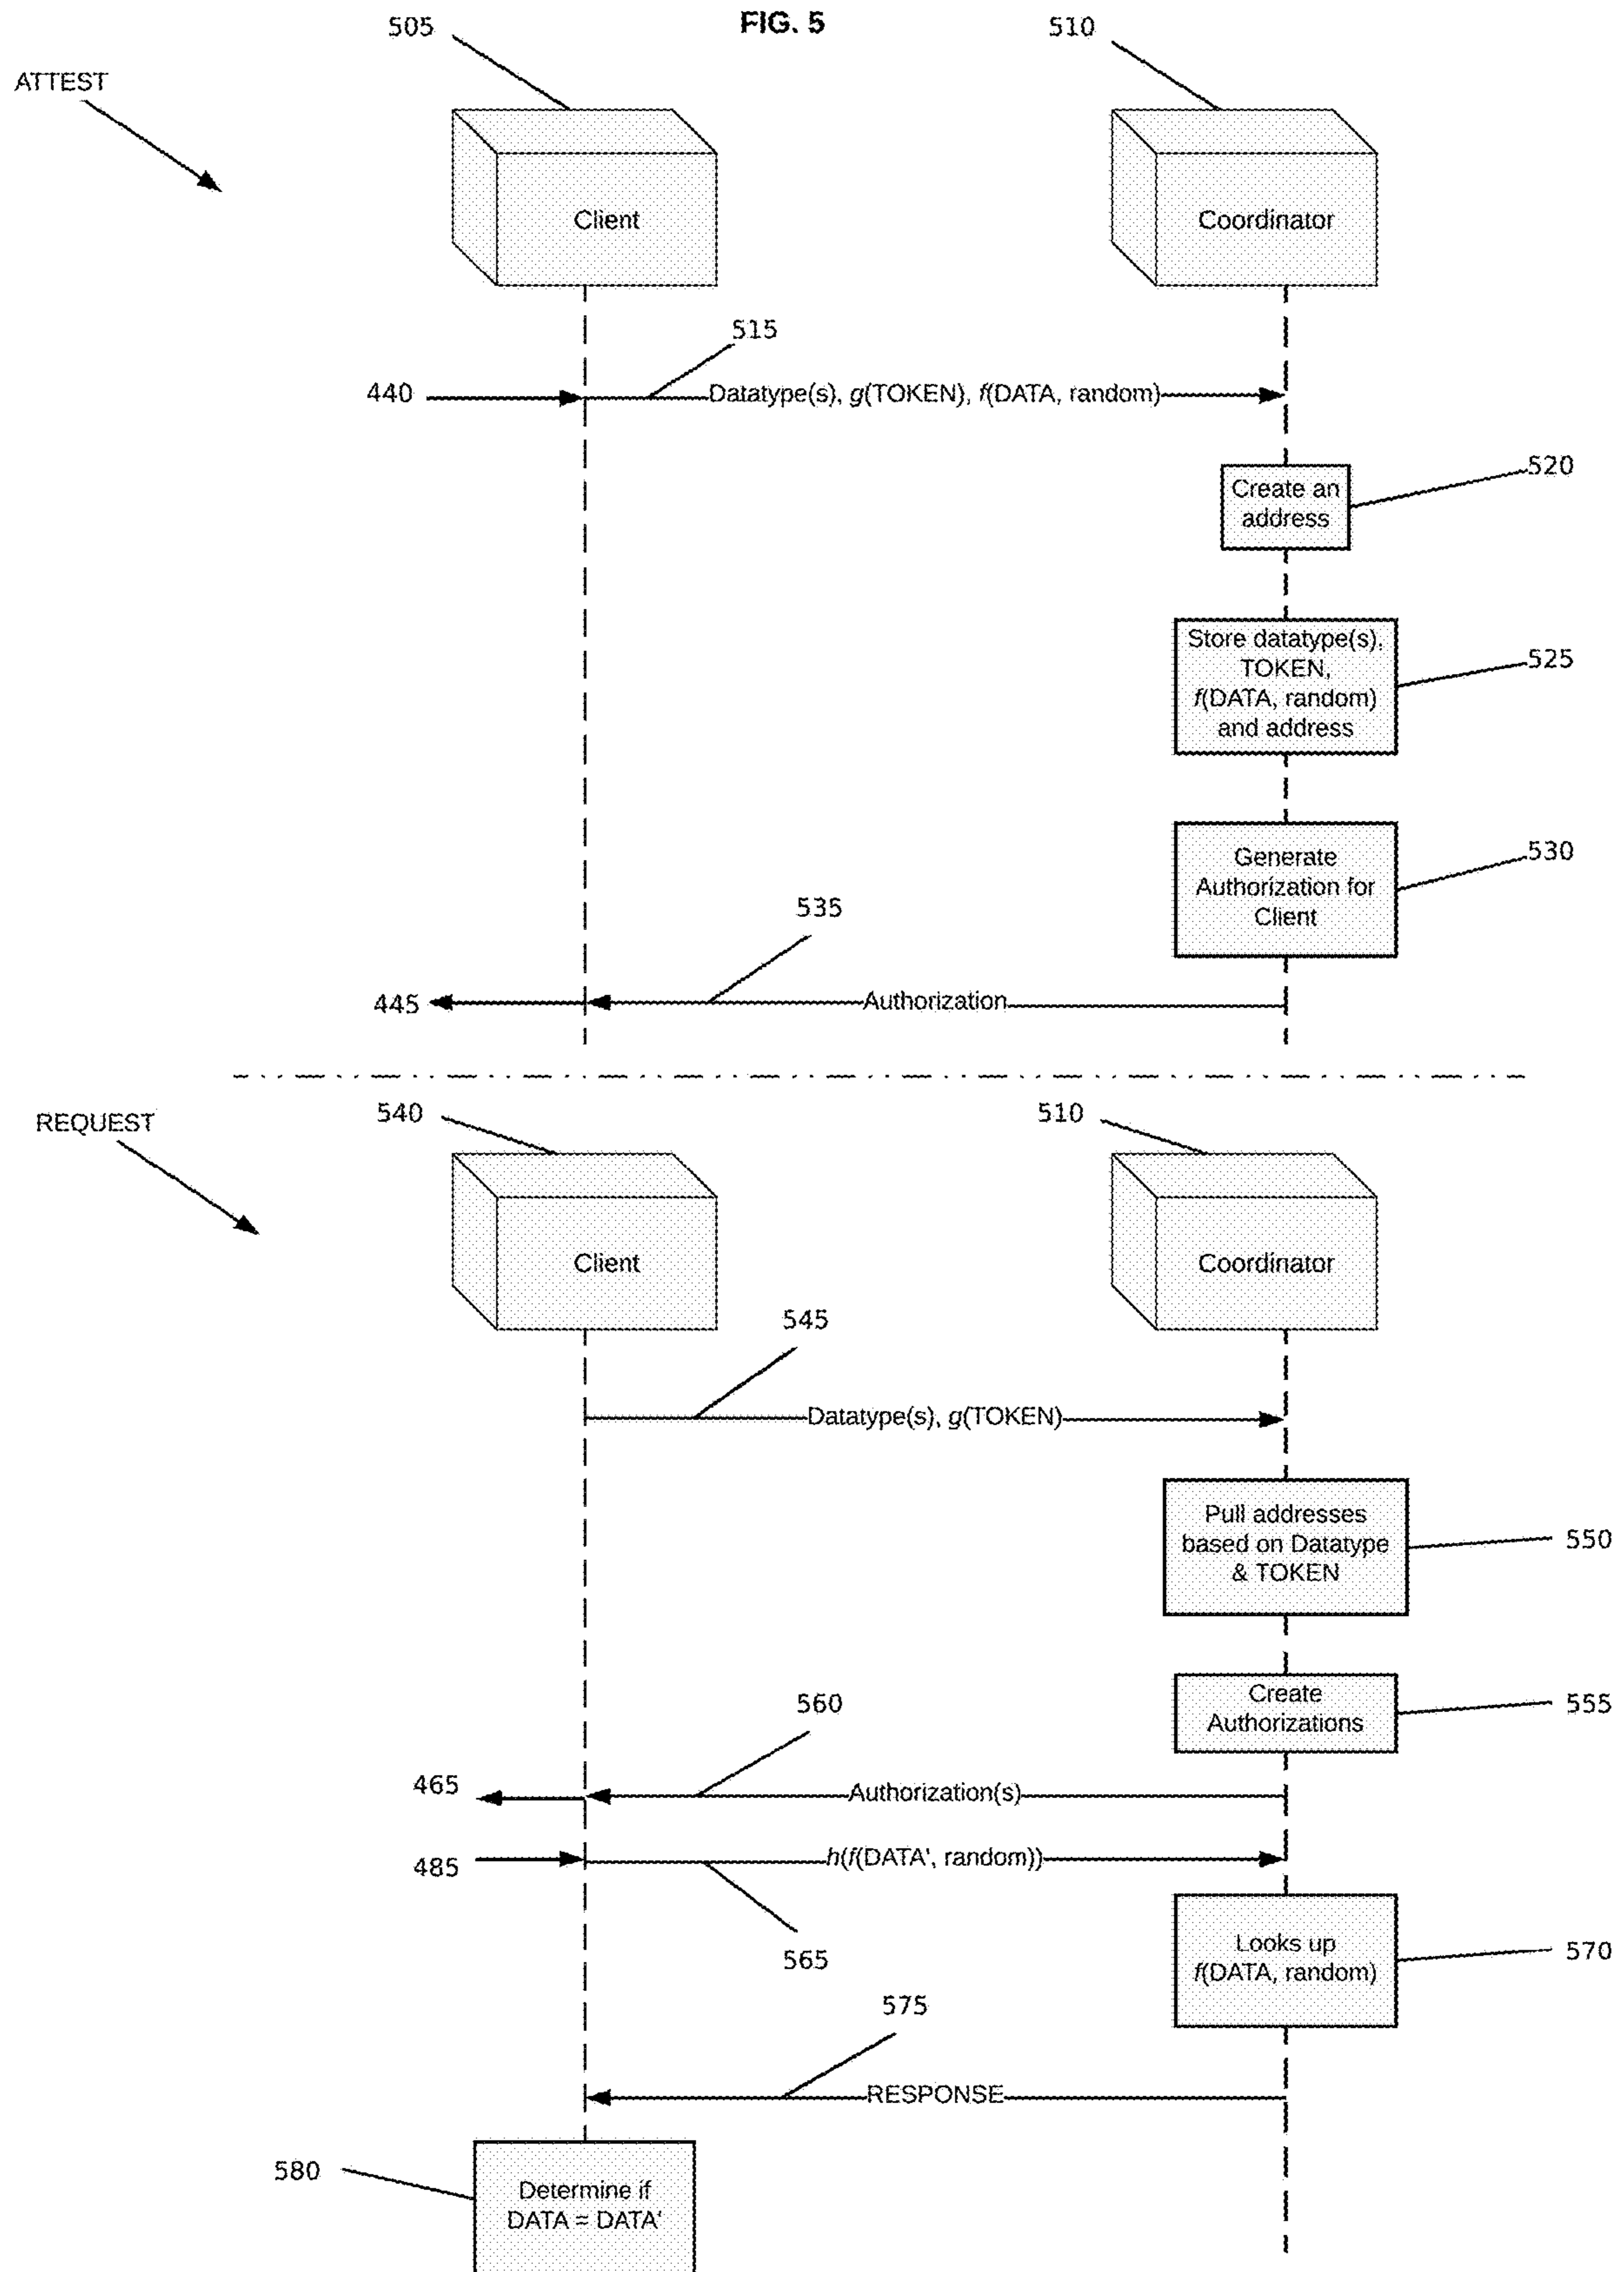 FIG. 5
505
510
ATTEST
Client
Coordinator
515
440
Datatype(s), g(TOKEN), f(DATA, random)
520
Create an
address
525
Store datatype(s),
TOKEN,
f(DATA, random)
and address
530
Generate
Authorization for
Client
535
445
Authorization
REQUEST
540
510
Client
Coordinator
545
Datatype(s), g(TOKEN)
Pull addresses
based on Datatype
& TOKEN
550
Create
Authorizations
555
560
465
Authorization(s)
485
h(f(DATA', random))
565
Looks up
f(DATA, random)
570
575
RESPONSE
580
Determine if
DATA = DATA'